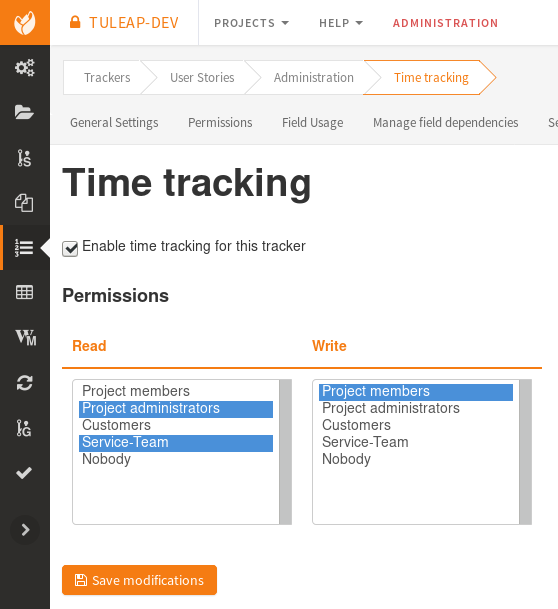 TULEAP-DEV PROJECTS HELP ADMINISTRATION
Trackers User Stories Administration Time tracking
General Settings Permissions Field Usage Manage field dependencies
Time tracking
Enable time tracking for this tracker
Permissions
Read Write
Project members Project members
Project administrators Project administrators
Customers Customers
Service-Team Service-Team
Nobody Nobody
Save modifications